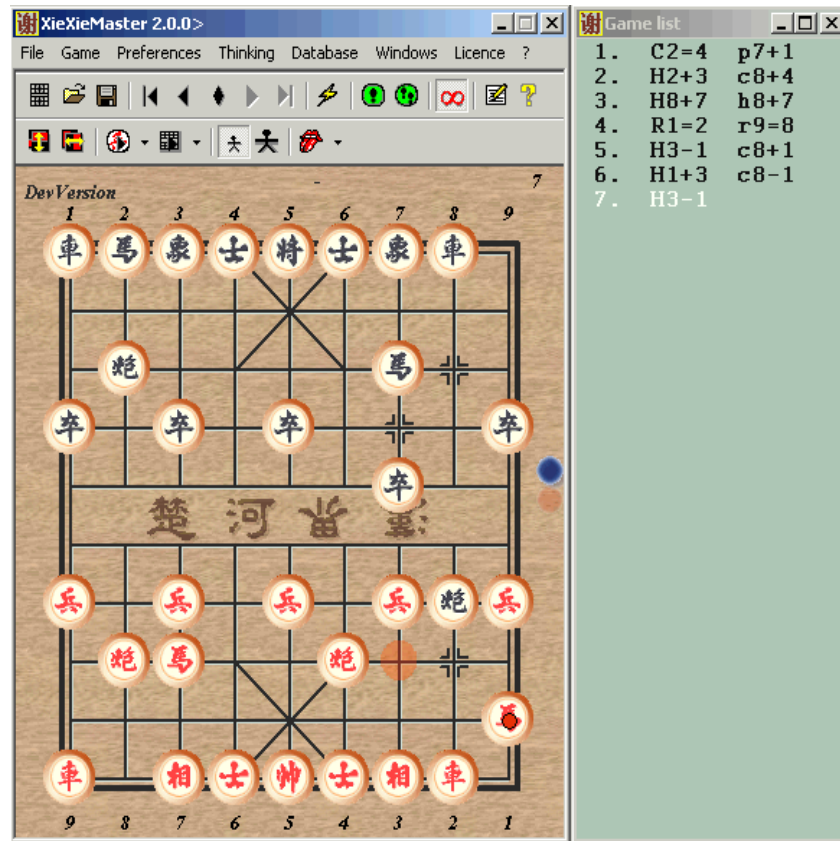 谢 XieXieMaster 2.0.0>
File Game Preferences Thinking Database Windows Licence ?
DevVersion
- 7
1 2 3 4 5 6 7 8 9
車 馬 象 士 将 士 象 車
炮 馬
卒 卒 卒 卒
卒
楚 河
兵 兵 兵 兵 炮 兵
炮 馬 炮
馬
車 相 士 帅 士 相 車
9 8 7 6 5 4 3 2 1
谢 Game list
1. C2=4 p7+1
2. H2+3 c8+4
3. H8+7 h8+7
4. R1=2 r9=8
5. H3-1 c8+1
6. H1+3 c8-1
7. H3-1